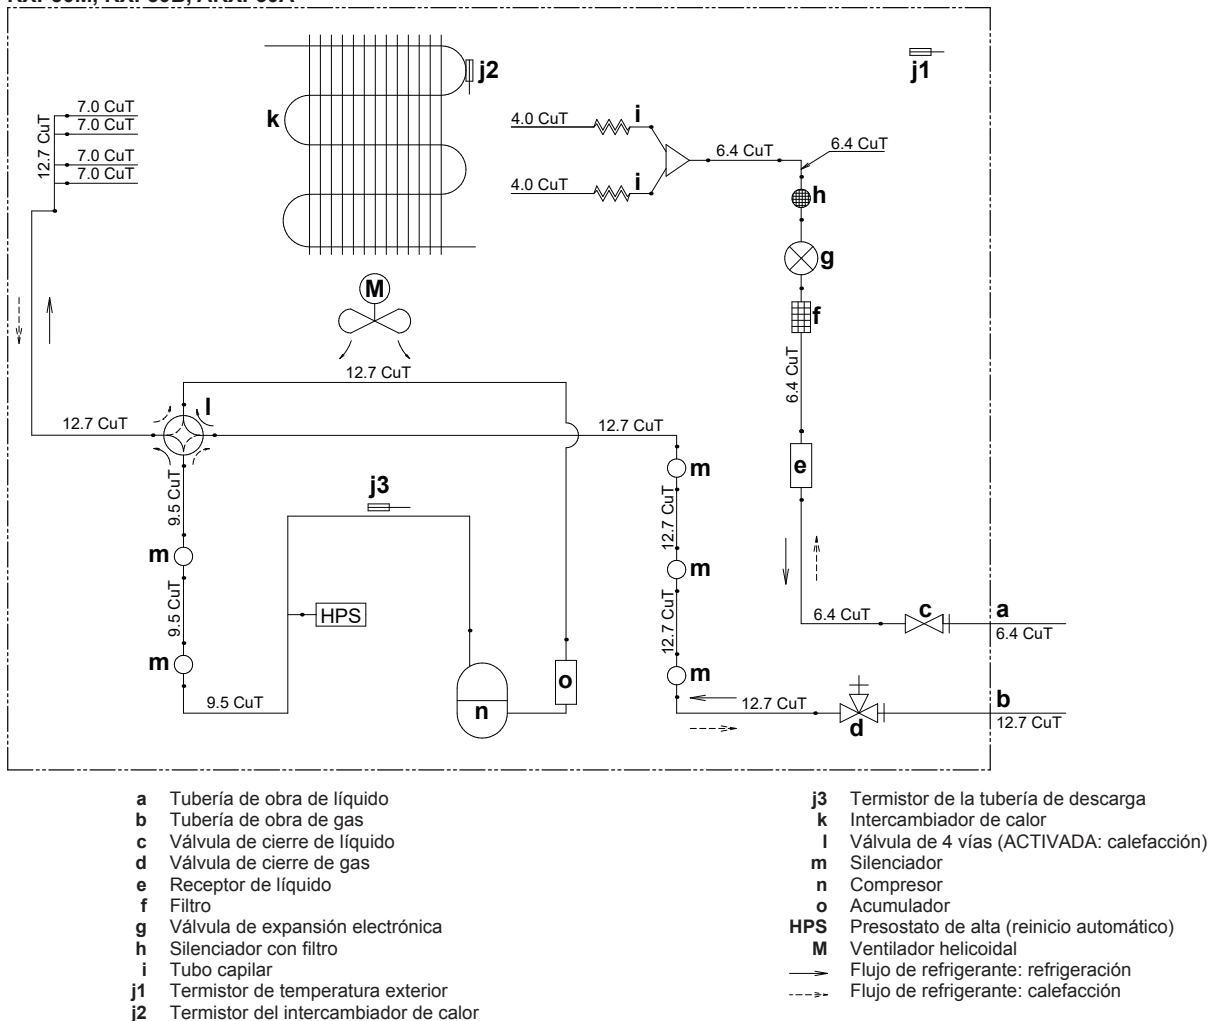 j1
j2
7.0 CuT
7.0 CuT
7.0 CuT
7.0 CuT
12.7 CuT
k
4.0 CuT
i
4.0 CuT
i
6.4 CuT
6.4 CuT
h
g
f
6.4 CuT
e
M
12.7 CuT
l
12.7 CuT
12.7 CuT
9.5 CuT
m
9.5 CuT
m
9.5 CuT
j3
HPS
n
o
m
12.7 CuT
m
12.7 CuT
m
12.7 CuT
d
6.4 CuT
c
a
6.4 CuT
b
12.7 CuT
a Tubería de obra de líquido
b Tubería de obra de gas
c Válvula de cierre de líquido
d Válvula de cierre de gas
e Receptor de líquido
f Filtro
g Válvula de expansión electrónica
h Silenciador con filtro
i Tubo capilar
j1 Termistor de temperatura exterior
j2 Termistor del intercambiador de calor
j3 Termistor de la tubería de descarga
k Intercambiador de calor
l Válvula de 4 vías (ACTIVADA: calefacción)
m Silenciador
n Compresor
o Acumulador
HPS Presostato de alta (reinicio automático)
M Ventilador helicoidal
Flujo de refrigerante: refrigeración
Flujo de refrigerante: calefacción